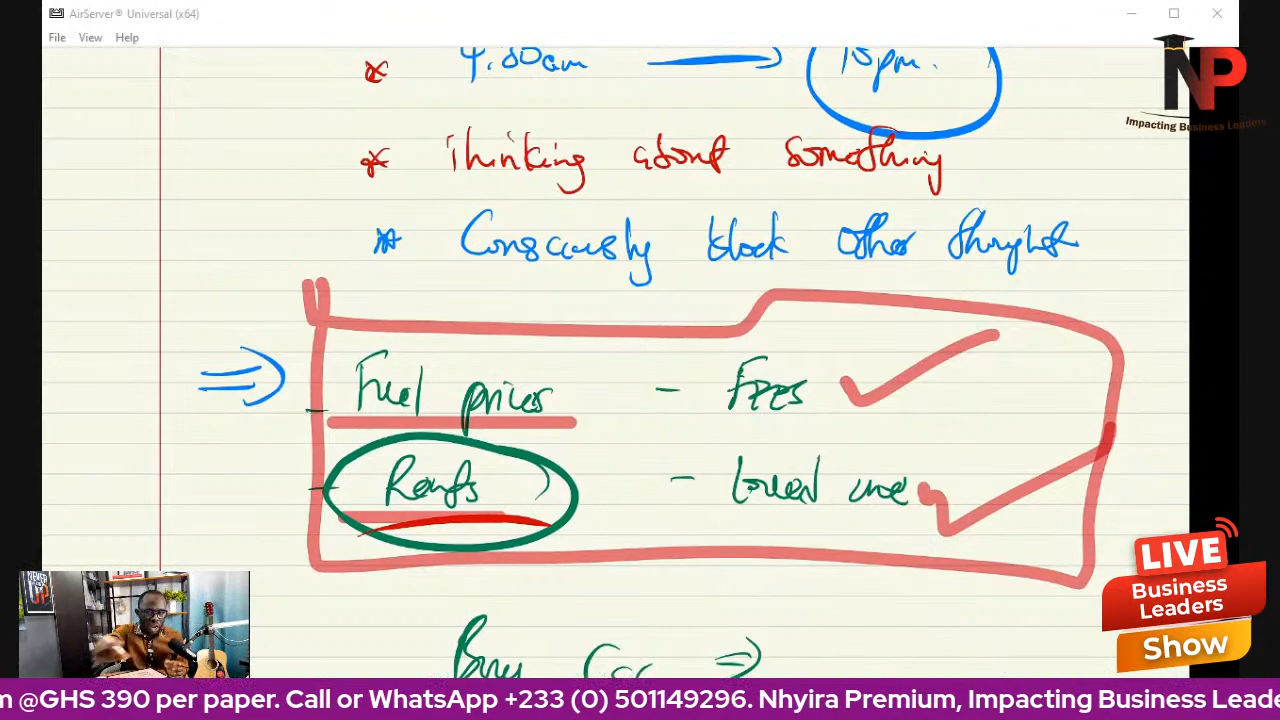 AirServer® Universal (x64)
File View Help
NP
Impacting Business Leaders
* 4.30am → 10pm.
* Thinking about something
* Consciously block other thoughts
⇒ - Fuel prices - Fees ✓
- Rents - loved one ✓
⇒
LIVE
Business
Leaders
Show
m @GHS 390 per paper. Call or WhatsApp +233 (0) 501149296. Nhyira Premium, Impacting Business Leade